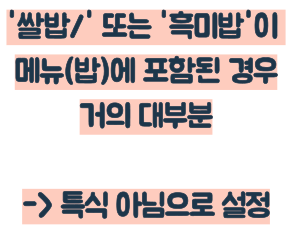 '쌀밥/' 또는 '흑미밥'이
메뉴(밥)에 포함된 경우
거의 대부분
-> 특식 아님으로 설정